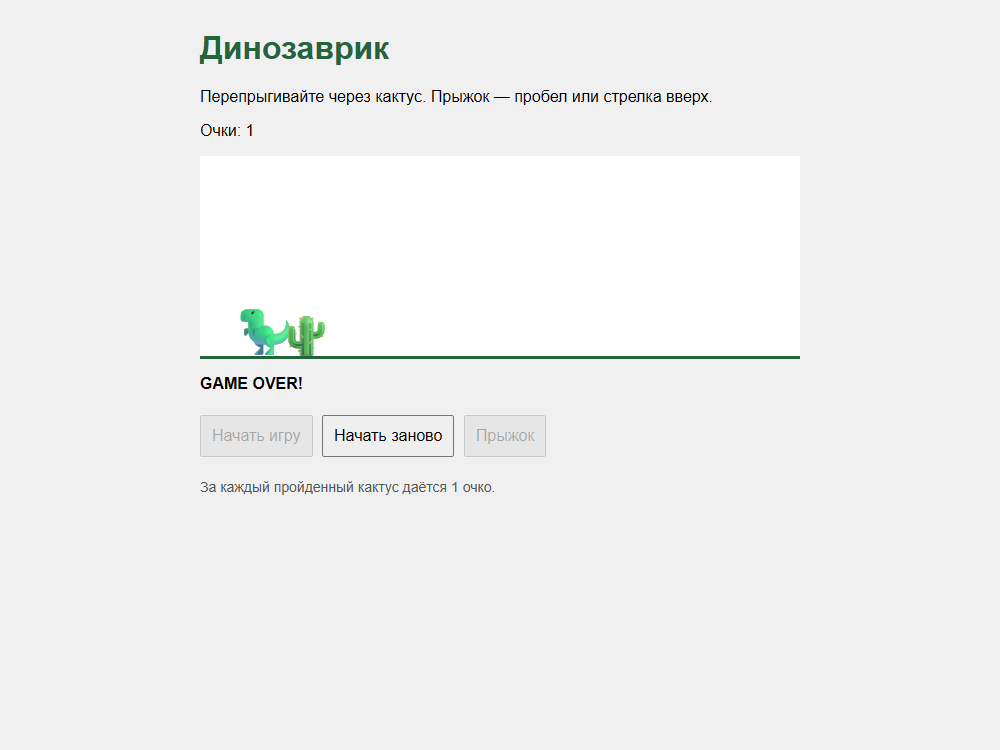 Динозаврик
Перепрыгивайте через кактус. Прыжок — пробел или стрелка вверх.
Очки: 1
GAME OVER!
Начать игру
Начать заново
Прыжок
За каждый пройденный кактус даётся 1 очко.